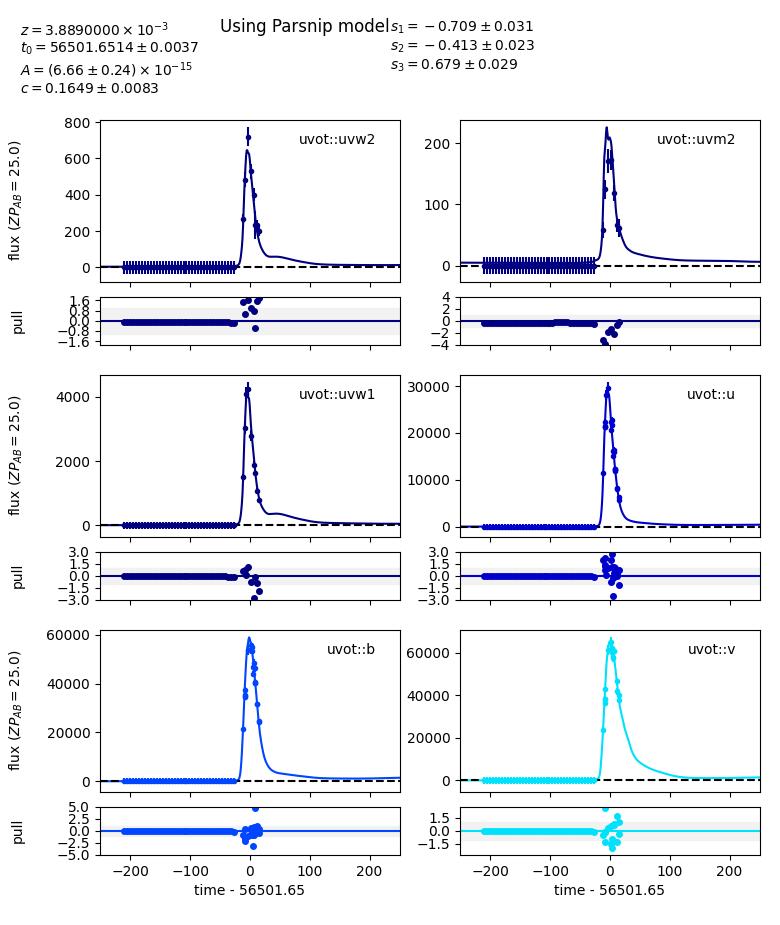 Using Parsnip model
z = 3.8890000 × 10⁻³
t₀ = 56501.6514 ± 0.0037
A = (6.66 ± 0.24) × 10⁻¹⁵
c = 0.1649 ± 0.0083
s₁ = −0.709 ± 0.031
s₂ = −0.413 ± 0.023
s₃ = 0.679 ± 0.029
flux (ZP_AB = 25.0)
800
600
400
200
0
uvot::uvw2
200
100
0
uvot::uvm2
pull
1.6
0.8
0.0
−0.8
−1.6
4
2
0
−2
−4
flux (ZP_AB = 25.0)
4000
2000
0
uvot::uvw1
30000
20000
10000
0
uvot::u
pull
3.0
1.5
0.0
−1.5
−3.0
3.0
1.5
0.0
−1.5
−3.0
flux (ZP_AB = 25.0)
60000
40000
20000
0
uvot::b
60000
40000
20000
0
uvot::v
pull
5.0
2.5
0.0
−2.5
−5.0
1.5
0.0
−1.5
−200 −100 0 100 200
time - 56501.65
−200 −100 0 100 200
time - 56501.65